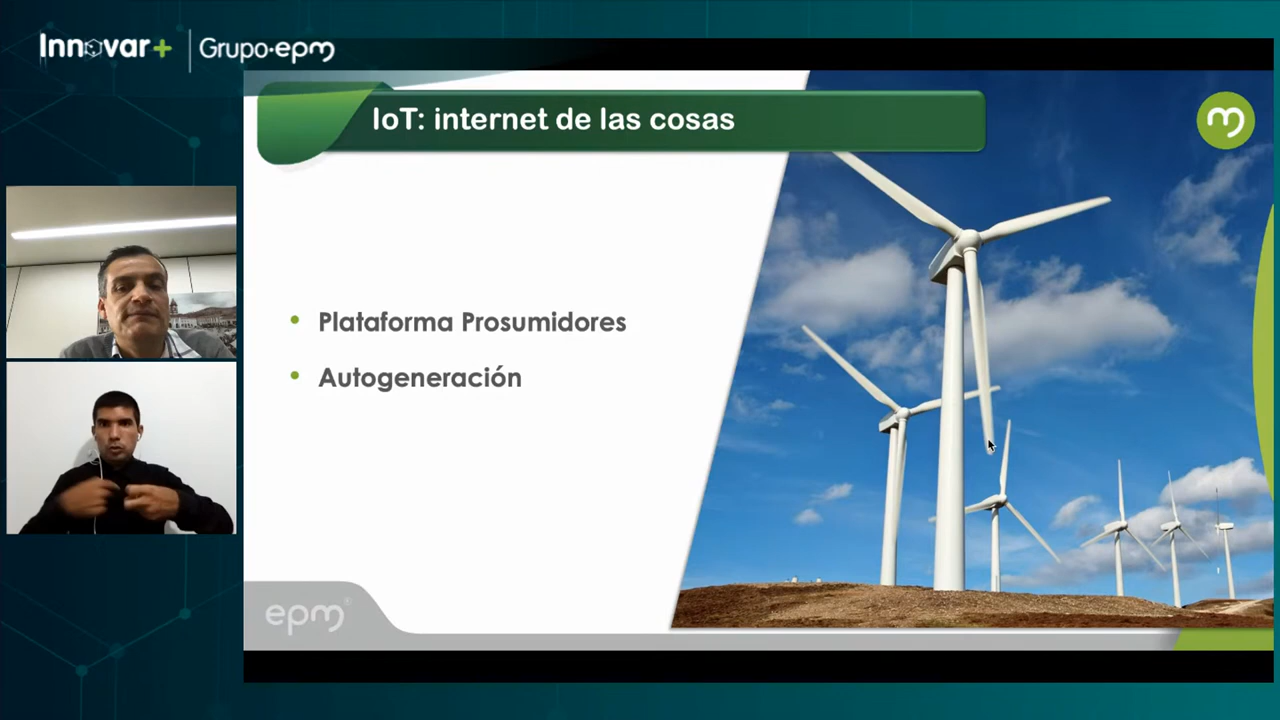 Innovar+
Grupo·epm
IoT: internet de las cosas
• Plataforma Prosumidores
• Autogeneración
epm®